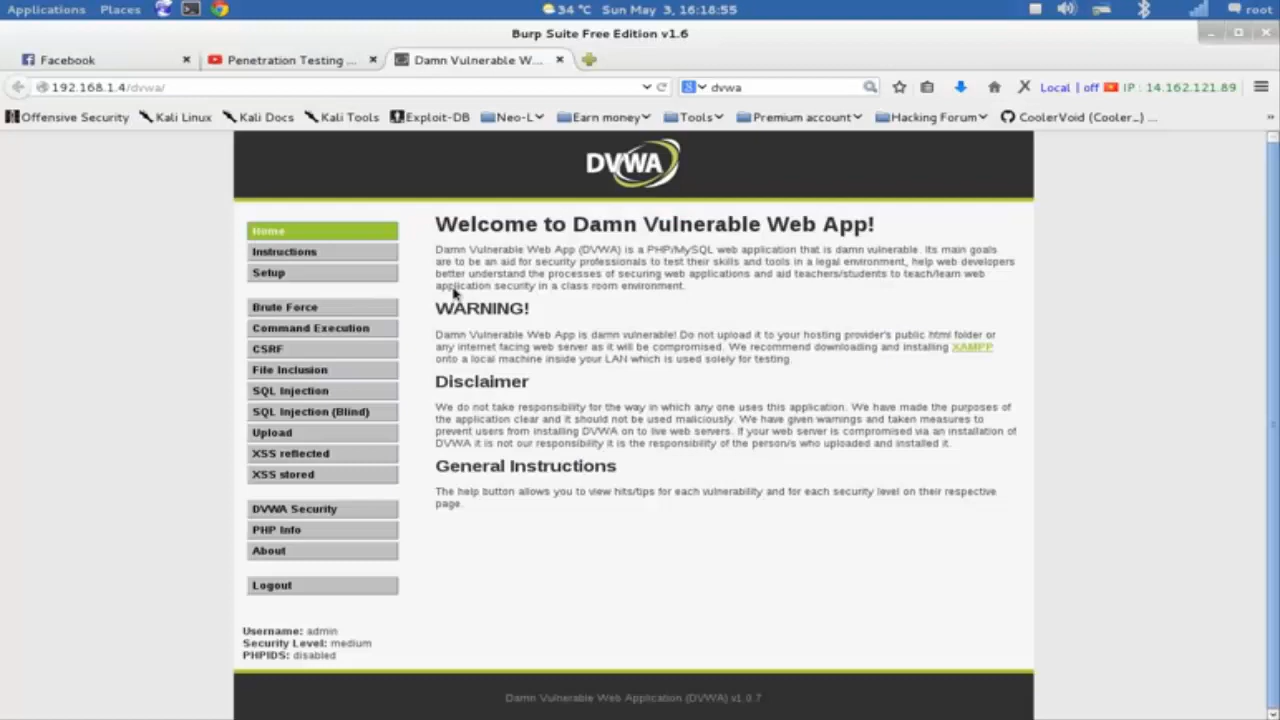 Applications Places 34 °C Sun May 3, 16:18:55 root
Burp Suite Free Edition v1.6
Facebook Penetration Testing ... Damn Vulnerable W...
192.168.1.4/dvwa/ dvwa Local | off IP : 14.162.121.89
Offensive Security Kali Linux Kali Docs Kali Tools Exploit-DB Neo-L Earn money Tools Premium account Hacking Forum CoolerVoid (Cooler_) ... »
DVWA
Home
Instructions
Setup
Brute Force
Command Execution
CSRF
File Inclusion
SQL Injection
SQL Injection (Blind)
Upload
XSS reflected
XSS stored
DVWA Security
PHP Info
About
Logout
Username: admin
Security Level: medium
PHPIDS: disabled
Welcome to Damn Vulnerable Web App!
Damn Vulnerable Web App (DVWA) is a PHP/MySQL web application that is damn vulnerable. Its main goals
are to be an aid for security professionals to test their skills and tools in a legal environment, help web developers
better understand the processes of securing web applications and aid teachers/students to teach/learn web
application security in a class room environment.
WARNING!
Damn Vulnerable Web App is damn vulnerable! Do not upload it to your hosting provider's public html folder or
any internet facing web server as it will be compromised. We recommend downloading and installing XAMPP
onto a local machine inside your LAN which is used solely for testing.
Disclaimer
We do not take responsibility for the way in which any one uses this application. We have made the purposes of
the application clear and it should not be used maliciously. We have given warnings and taken measures to
prevent users from installing DVWA on to live web servers. If your web server is compromised via an installation of
DVWA it is not our responsibility it is the responsibility of the person/s who uploaded and installed it.
General Instructions
The help button allows you to view hits/tips for each vulnerability and for each security level on their respective
page.
Damn Vulnerable Web Application (DVWA) v1.0.7